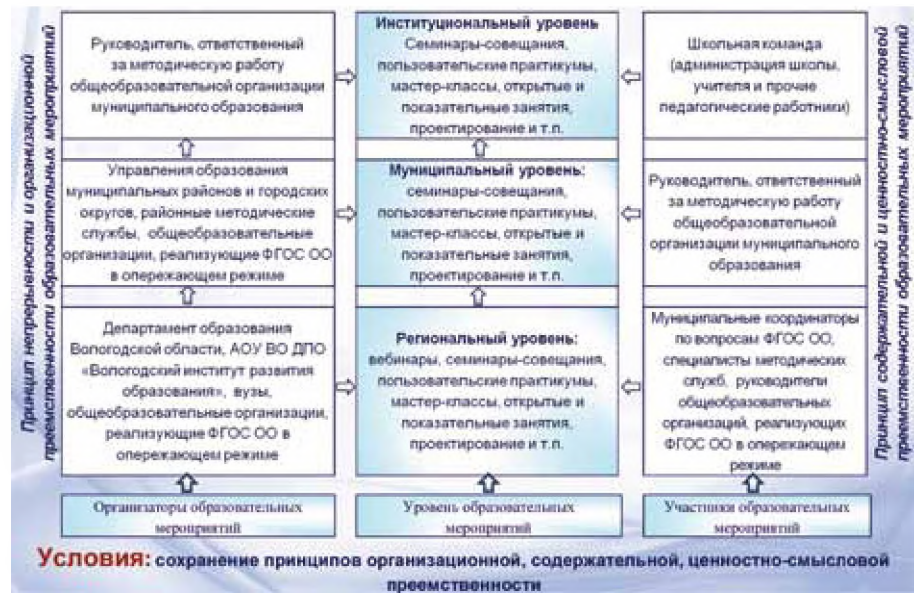 Принцип непрерывности и организационной
преемственности образовательных мероприятий
Руководитель, ответственный
за методическую работу
общеобразовательной организации
муниципального образования
Институциональный уровень
Семинары-совещания,
пользовательские практикумы,
мастер-классы, открытые и
показательные занятия,
проектирование и т.п.
Школьная команда
(администрация школы,
учителя и прочие
педагогические работники)
Управления образования
муниципальных районов и городских
округов, районные методические
службы, общеобразовательные
организации, реализующие ФГОС ОО
в опережающем режиме
Муниципальный уровень:
семинары-совещания,
пользовательские практикумы,
мастер-классы, открытые и
показательные занятия,
проектирование и т.п.
Руководитель, ответственный
за методическую работу
общеобразовательной
организации муниципального
образования
Департамент образования
Вологодской области, АОУ ВО ДПО
«Вологодский институт развития
образования», вузы,
общеобразовательные организации,
реализующие ФГОС ОО в
опережающем режиме
Региональный уровень:
вебинары, семинары-совещания,
пользовательские практикумы,
мастер-классы, открытые и
показательные занятия,
проектирование и т.п.
Муниципальные координаторы
по вопросам ФГОС ОО,
специалисты методических
служб, руководители
общеобразовательных
организаций, реализующих
ФГОС ОО в опережающем
режиме
Принцип содержательной и ценностно-смысловой
преемственности образовательных мероприятий
Организаторы образовательных
мероприятий
Уровень образовательных
мероприятий
Участники образовательных
мероприятий
Условия: сохранение принципов организационной, содержательной, ценностно-смысловой
преемственности